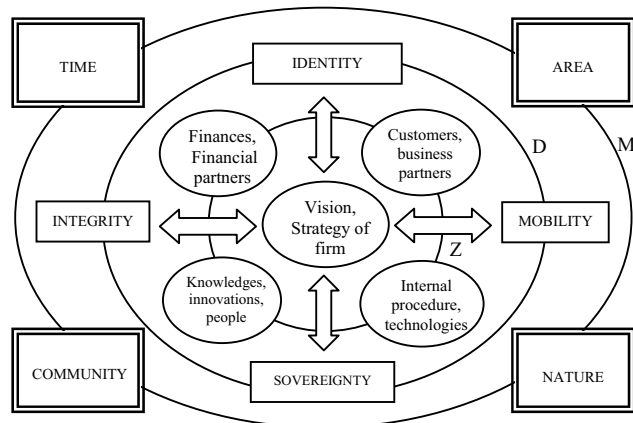 TIME
IDENTITY
AREA
Finances,
Financial
partners
Customers,
business
partners
D
M
INTEGRITY
Vision,
Strategy of
firm
MOBILITY
Z
Knowledges,
innovations,
people
Internal
procedure,
technologies
COMMUNITY
SOVEREIGNTY
NATURE